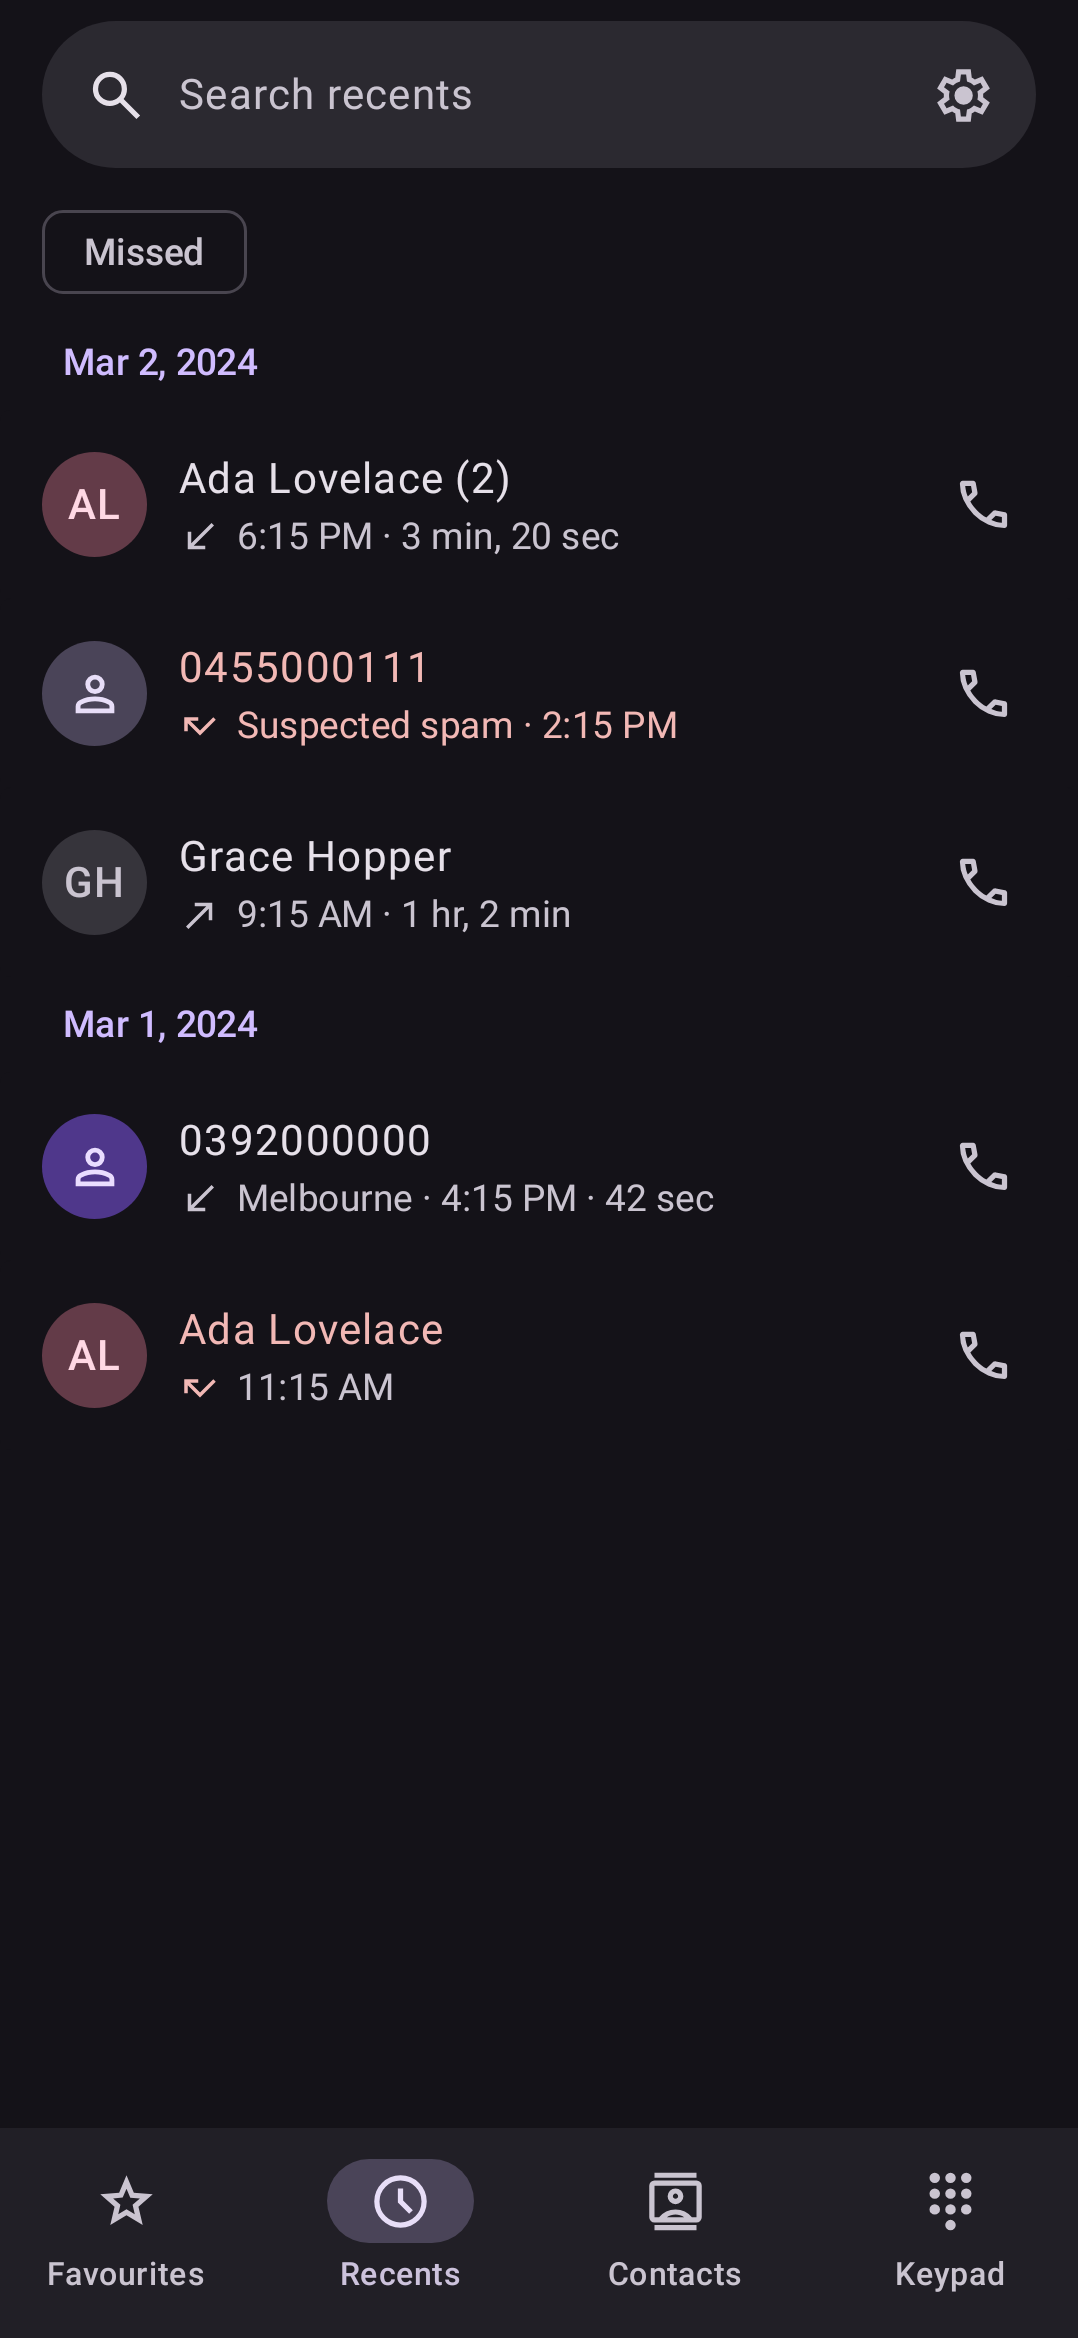 Search recents
Missed
Mar 2, 2024
AL
Ada Lovelace (2)
6:15 PM · 3 min, 20 sec
0455000111
Suspected spam · 2:15 PM
GH
Grace Hopper
9:15 AM · 1 hr, 2 min
Mar 1, 2024
0392000000
Melbourne · 4:15 PM · 42 sec
AL
Ada Lovelace
11:15 AM
Favourites
Recents
Contacts
Keypad